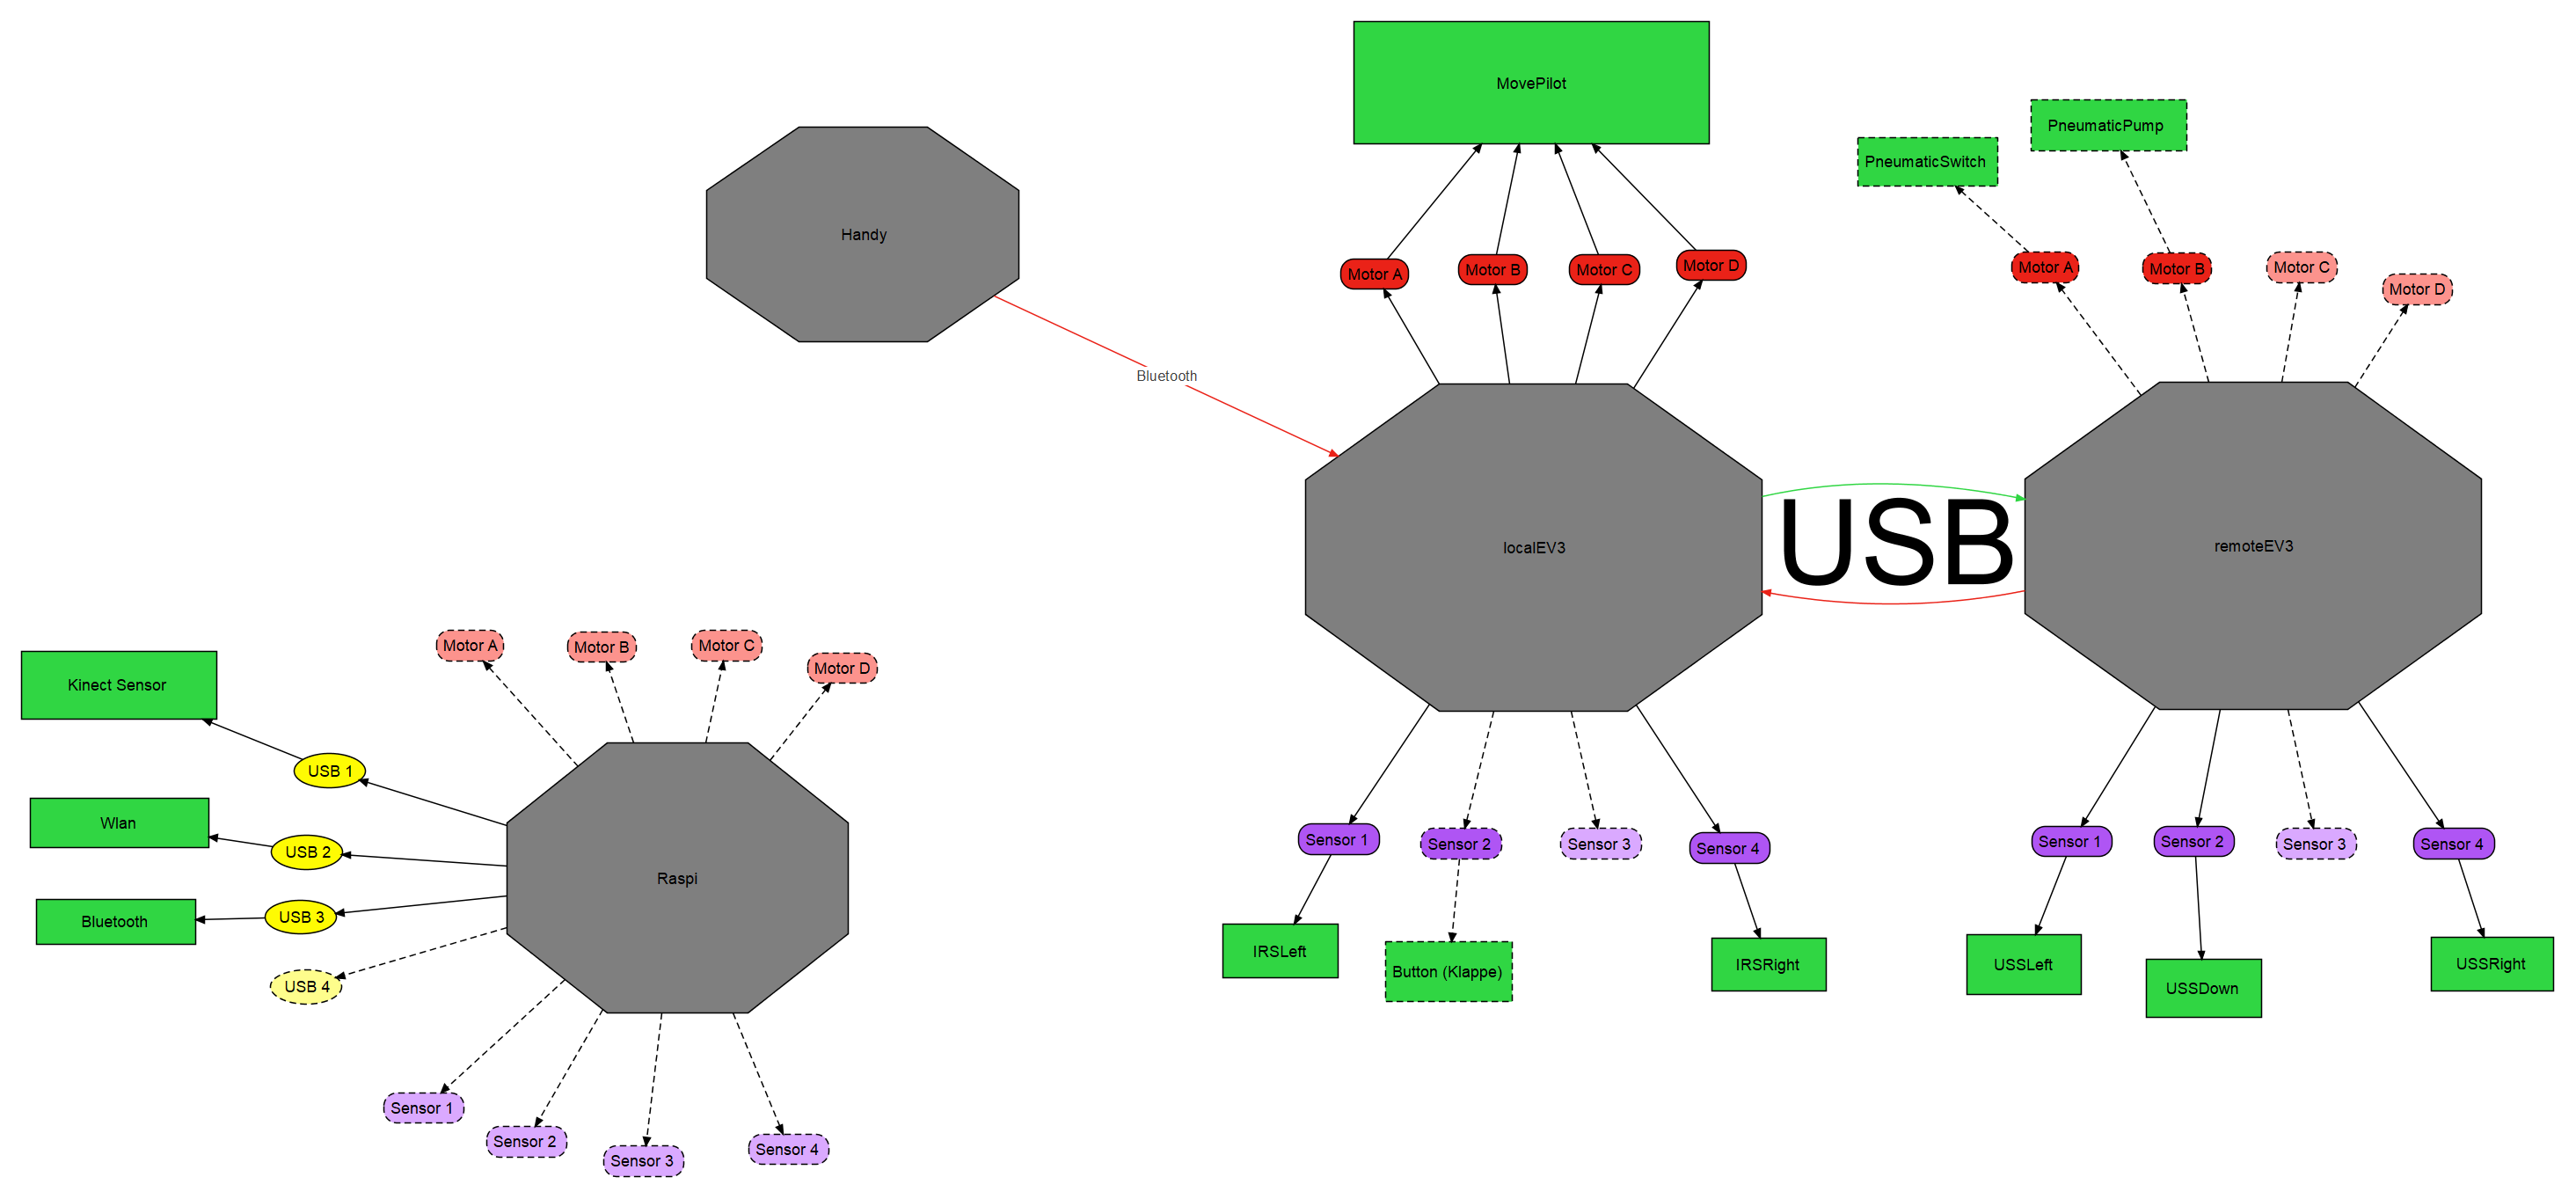 MovePilot
PneumaticPump
PneumaticSwitch
Handy
Motor A
Motor B
Motor C
Motor D
Motor A
Motor B
Motor C
Motor D
Bluetooth
localEV3
USB
remoteEV3
Motor A
Motor B
Motor C
Motor D
Kinect Sensor
USB 1
Wlan
USB 2
Raspi
Bluetooth
USB 3
USB 4
Sensor 1
Sensor 2
Sensor 3
Sensor 4
Sensor 1
Sensor 2
Sensor 3
Sensor 4
IRSLeft
Button (Klappe)
IRSRight
USSLeft
USSDown
USSRight
Sensor 1
Sensor 2
Sensor 3
Sensor 4